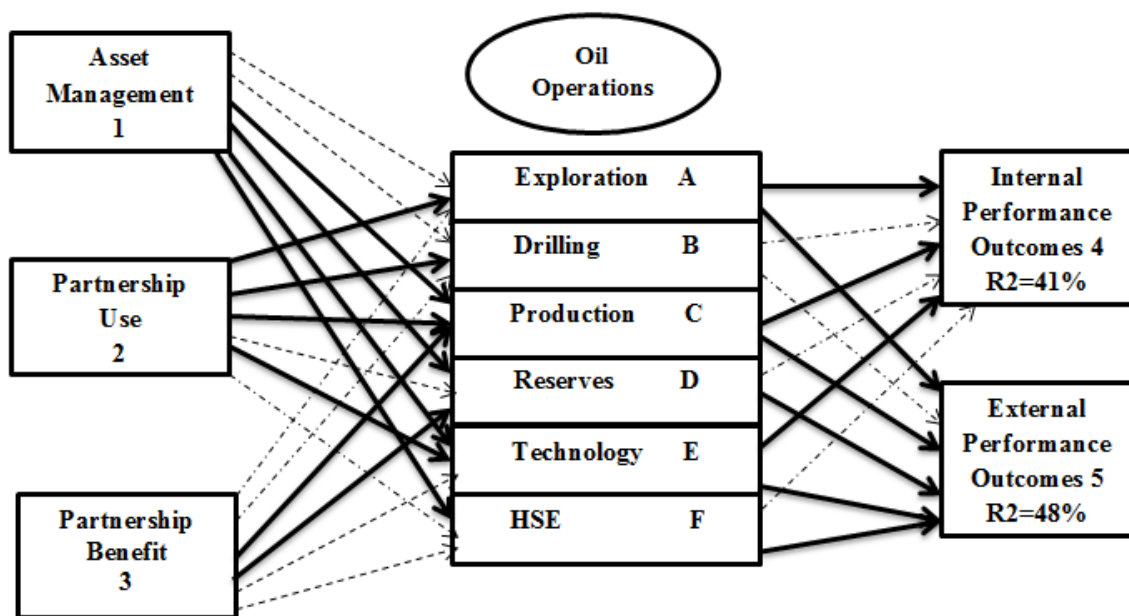 Asset
Management
1
Partnership
Use
2
Partnership
Benefit
3
Oil
Operations
Exploration A
Drilling B
Production C
Reserves D
Technology E
HSE F
Internal
Performance
Outcomes 4
R2=41%
External
Performance
Outcomes 5
R2=48%